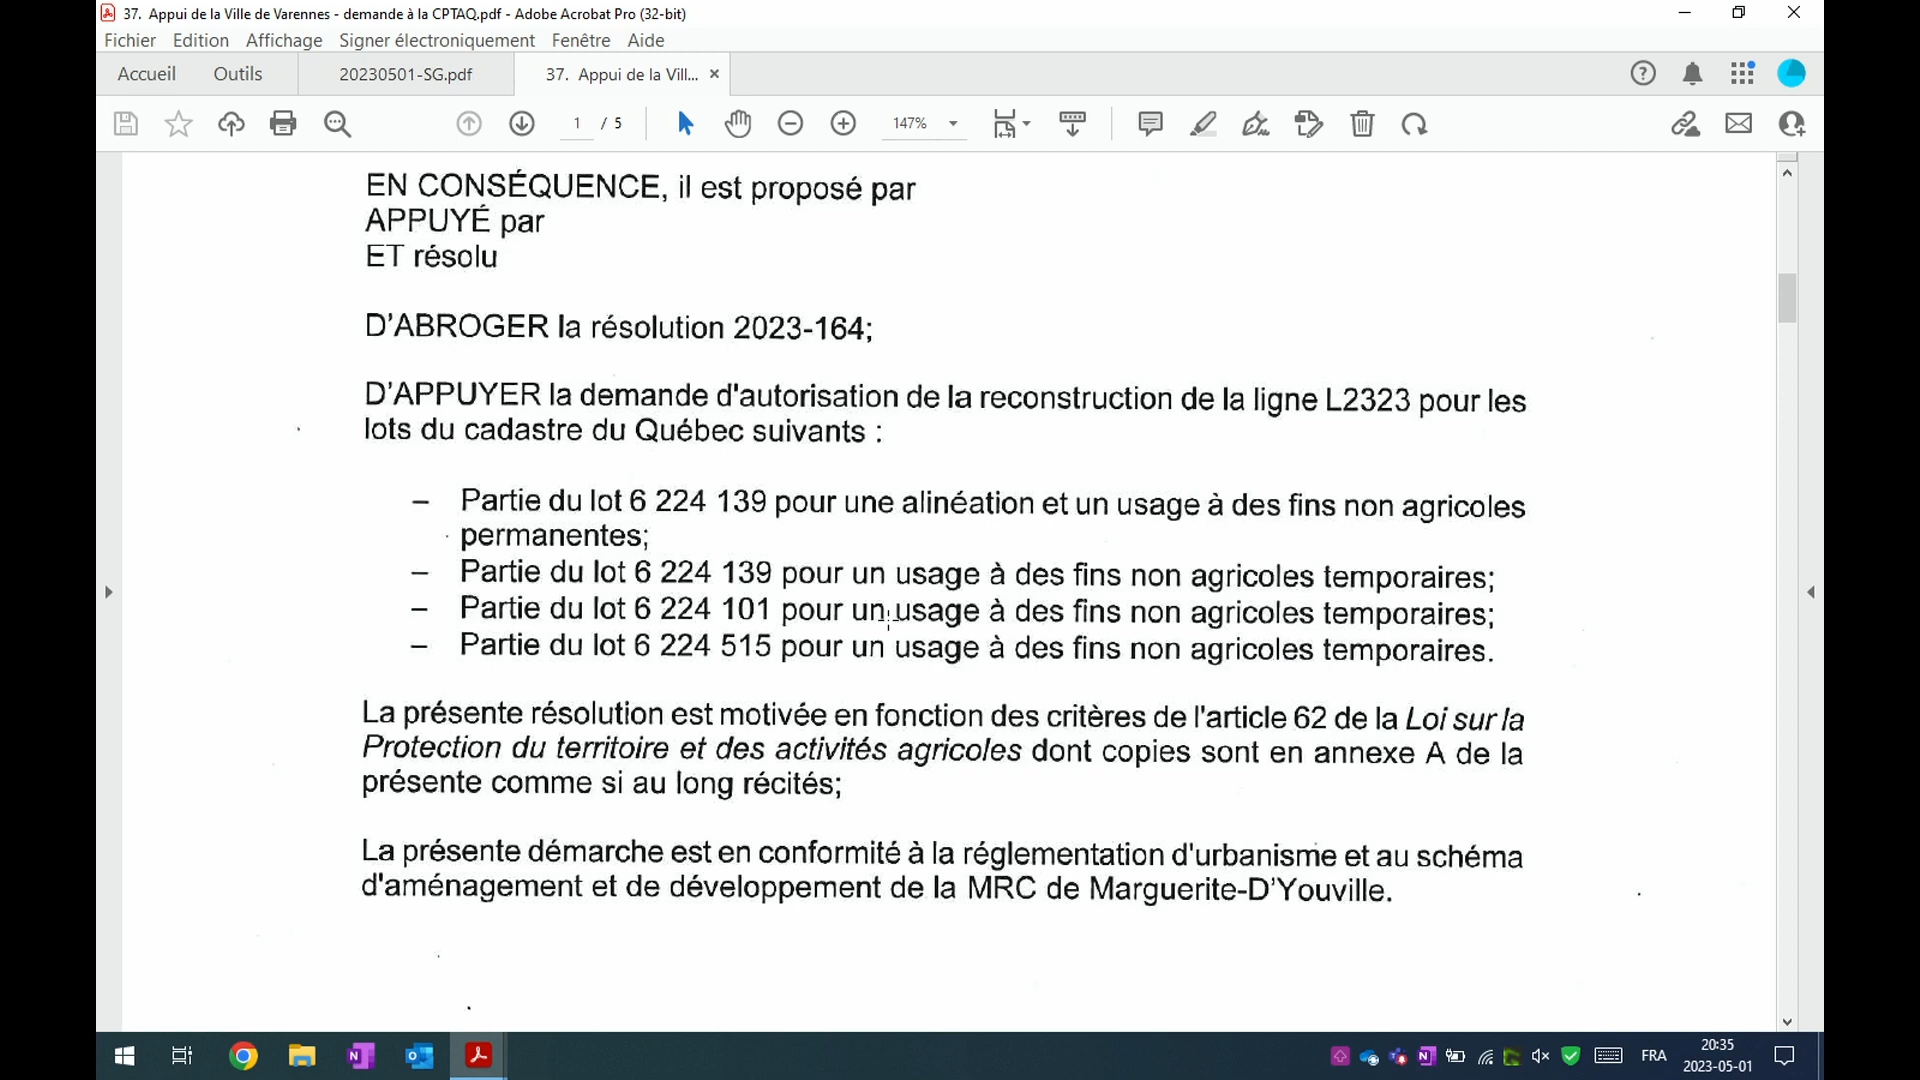 37. Appui de la Ville de Varennes - demande à la CPTAQ.pdf - Adobe Acrobat Pro (32-bit)
Fichier Edition Affichage Signer électroniquement Fenêtre Aide
Accueil Outils 20230501-SG.pdf 37. Appui de la Vill... ×
1 / 5 147%
EN CONSÉQUENCE, il est proposé par
APPUYÉ par
ET résolu
D'ABROGER la résolution 2023-164;
D'APPUYER la demande d'autorisation de la reconstruction de la ligne L2323 pour les
lots du cadastre du Québec suivants :
– Partie du lot 6 224 139 pour une alinéation et un usage à des fins non agricoles
permanentes;
– Partie du lot 6 224 139 pour un usage à des fins non agricoles temporaires;
– Partie du lot 6 224 101 pour un usage à des fins non agricoles temporaires;
– Partie du lot 6 224 515 pour un usage à des fins non agricoles temporaires.
La présente résolution est motivée en fonction des critères de l'article 62 de la Loi sur la
Protection du territoire et des activités agricoles dont copies sont en annexe A de la
présente comme si au long récités;
La présente démarche est en conformité à la réglementation d'urbanisme et au schéma
d'aménagement et de développement de la MRC de Marguerite-D'Youville.
FRA
20:35
2023-05-01